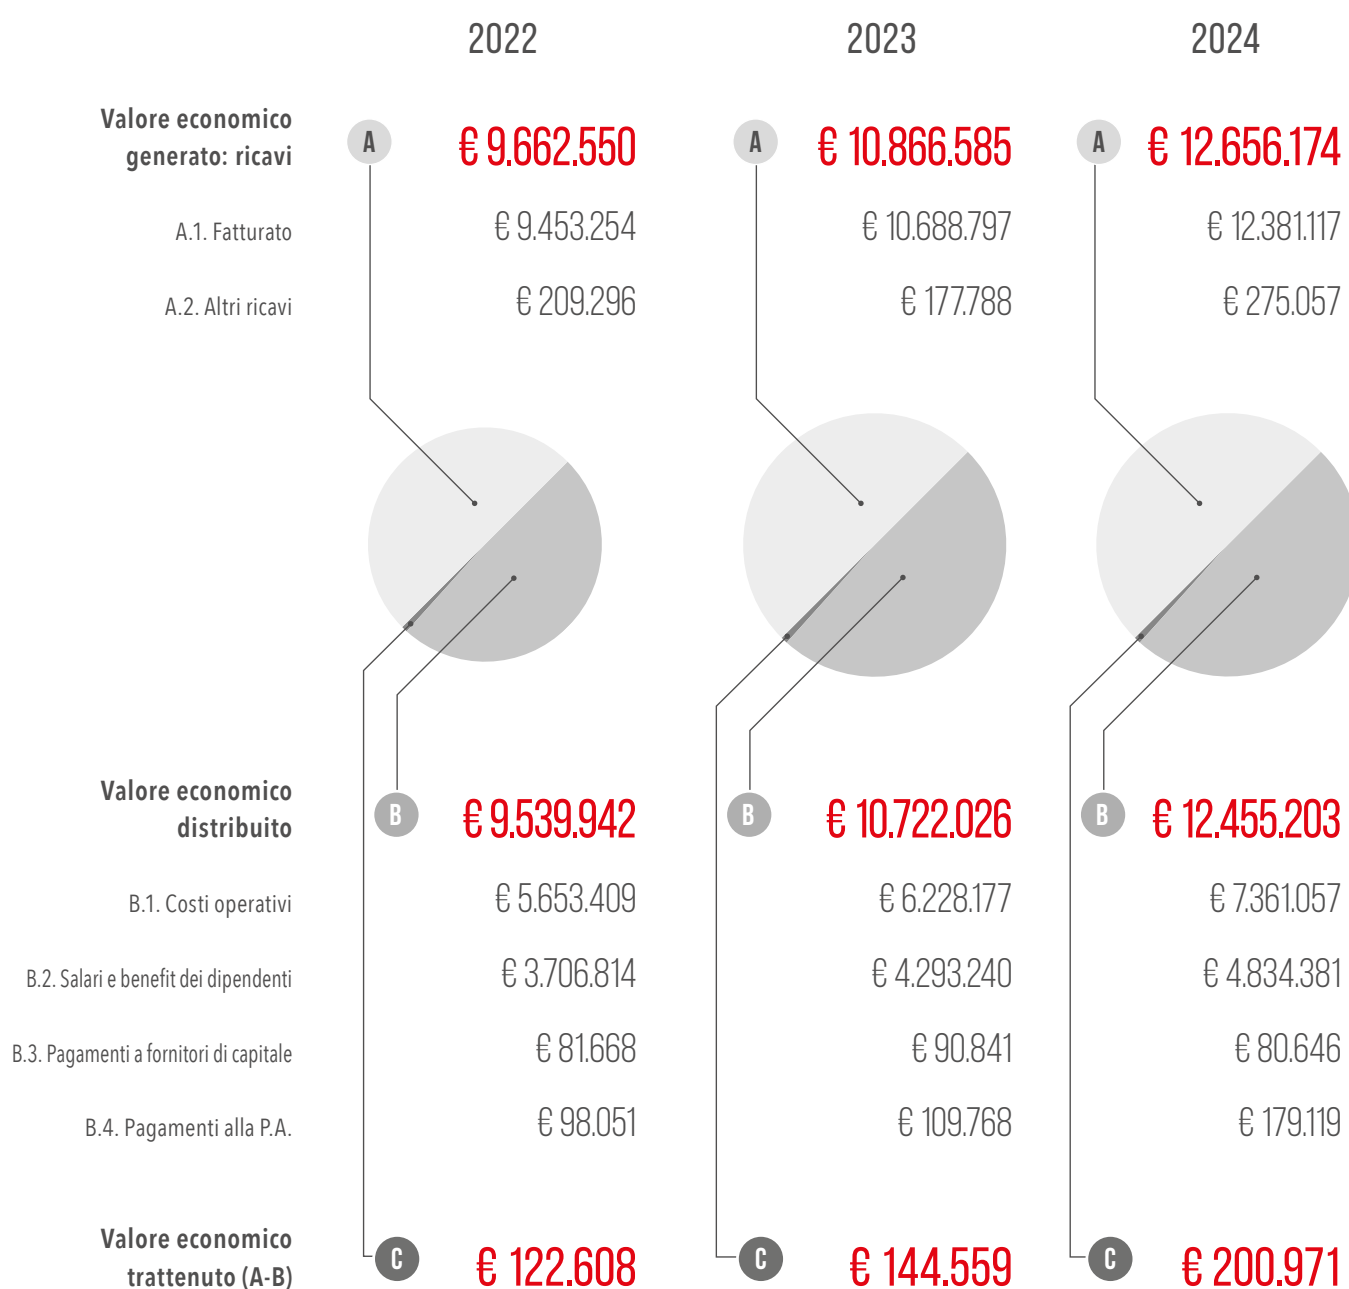 2022 2023 2024
Valore economico
generato: ricavi A € 9.662.550 A € 10.866.585 A € 12.656.174
A.1. Fatturato € 9.453.254 € 10.688.797 € 12.381.117
A.2. Altri ricavi € 209.296 € 177.788 € 275.057
Valore economico
distribuito B € 9.539.942 B € 10.722.026 B € 12.455.203
B.1. Costi operativi € 5.653.409 € 6.228.177 € 7.361.057
B.2. Salari e benefit dei dipendenti € 3.706.814 € 4.293.240 € 4.834.381
B.3. Pagamenti a fornitori di capitale € 81.668 € 90.841 € 80.646
B.4. Pagamenti alla P.A. € 98.051 € 109.768 € 179.119
Valore economico
trattenuto (A-B) C € 122.608 C € 144.559 C € 200.971